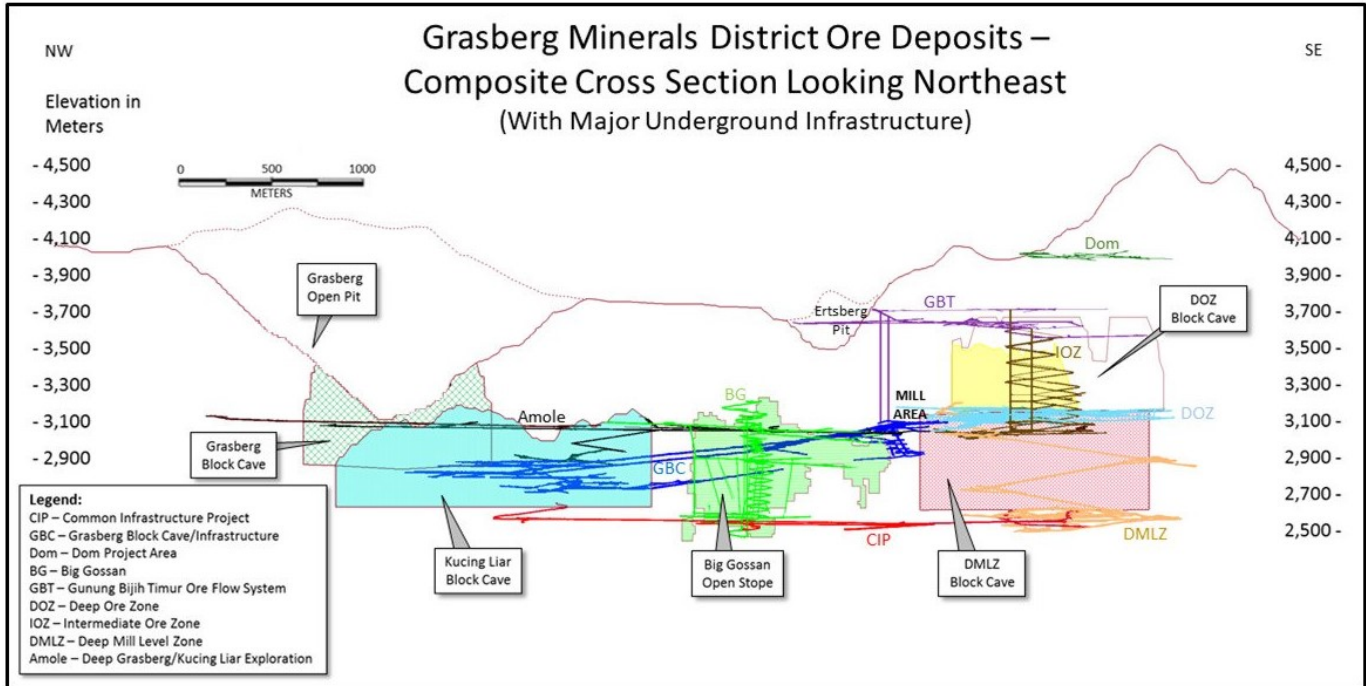 Grasberg Minerals District Ore Deposits –
Composite Cross Section Looking Northeast
(With Major Underground Infrastructure)
NW
SE
Elevation in
Meters
0 500 1000
METERS
- 4,500
- 4,300
- 4,100
- 3,900
- 3,700
- 3,500
- 3,300
- 3,100
- 2,900
4,500 -
4,300 -
4,100 -
3,900 -
3,700 -
3,500 -
3,300 -
3,100 -
2,900 -
2,700 -
2,500 -
Dom
Grasberg
Open Pit
Ertsberg
Pit
GBT
DOZ
Block Cave
IOZ
BG
MILL
AREA
DOZ
Amole
Grasberg
Block Cave
GBC
CIP
DMLZ
Kucing Liar
Block Cave
Big Gossan
Open Stope
DMLZ
Block Cave
Legend:
CIP – Common Infrastructure Project
GBC – Grasberg Block Cave/Infrastructure
Dom – Dom Project Area
BG – Big Gossan
GBT – Gunung Bijih Timur Ore Flow System
DOZ – Deep Ore Zone
IOZ – Intermediate Ore Zone
DMLZ – Deep Mill Level Zone
Amole – Deep Grasberg/Kucing Liar Exploration